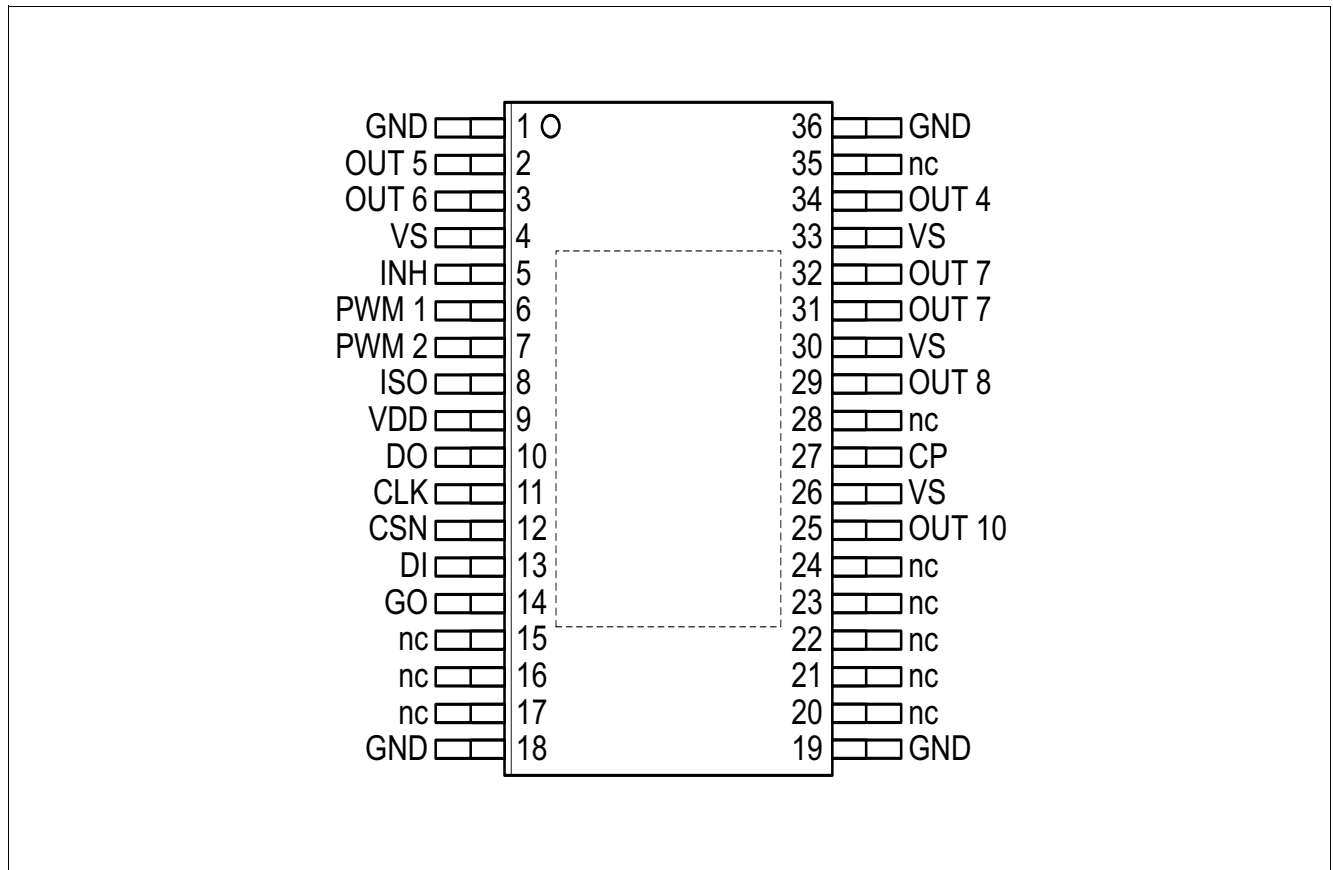 GND 1 36 GND
OUT 5 2 35 nc
OUT 6 3 34 OUT 4
VS 4 33 VS
INH 5 32 OUT 7
PWM 1 6 31 OUT 7
PWM 2 7 30 VS
ISO 8 29 OUT 8
VDD 9 28 nc
DO 10 27 CP
CLK 11 26 VS
CSN 12 25 OUT 10
DI 13 24 nc
GO 14 23 nc
nc 15 22 nc
nc 16 21 nc
nc 17 20 nc
GND 18 19 GND